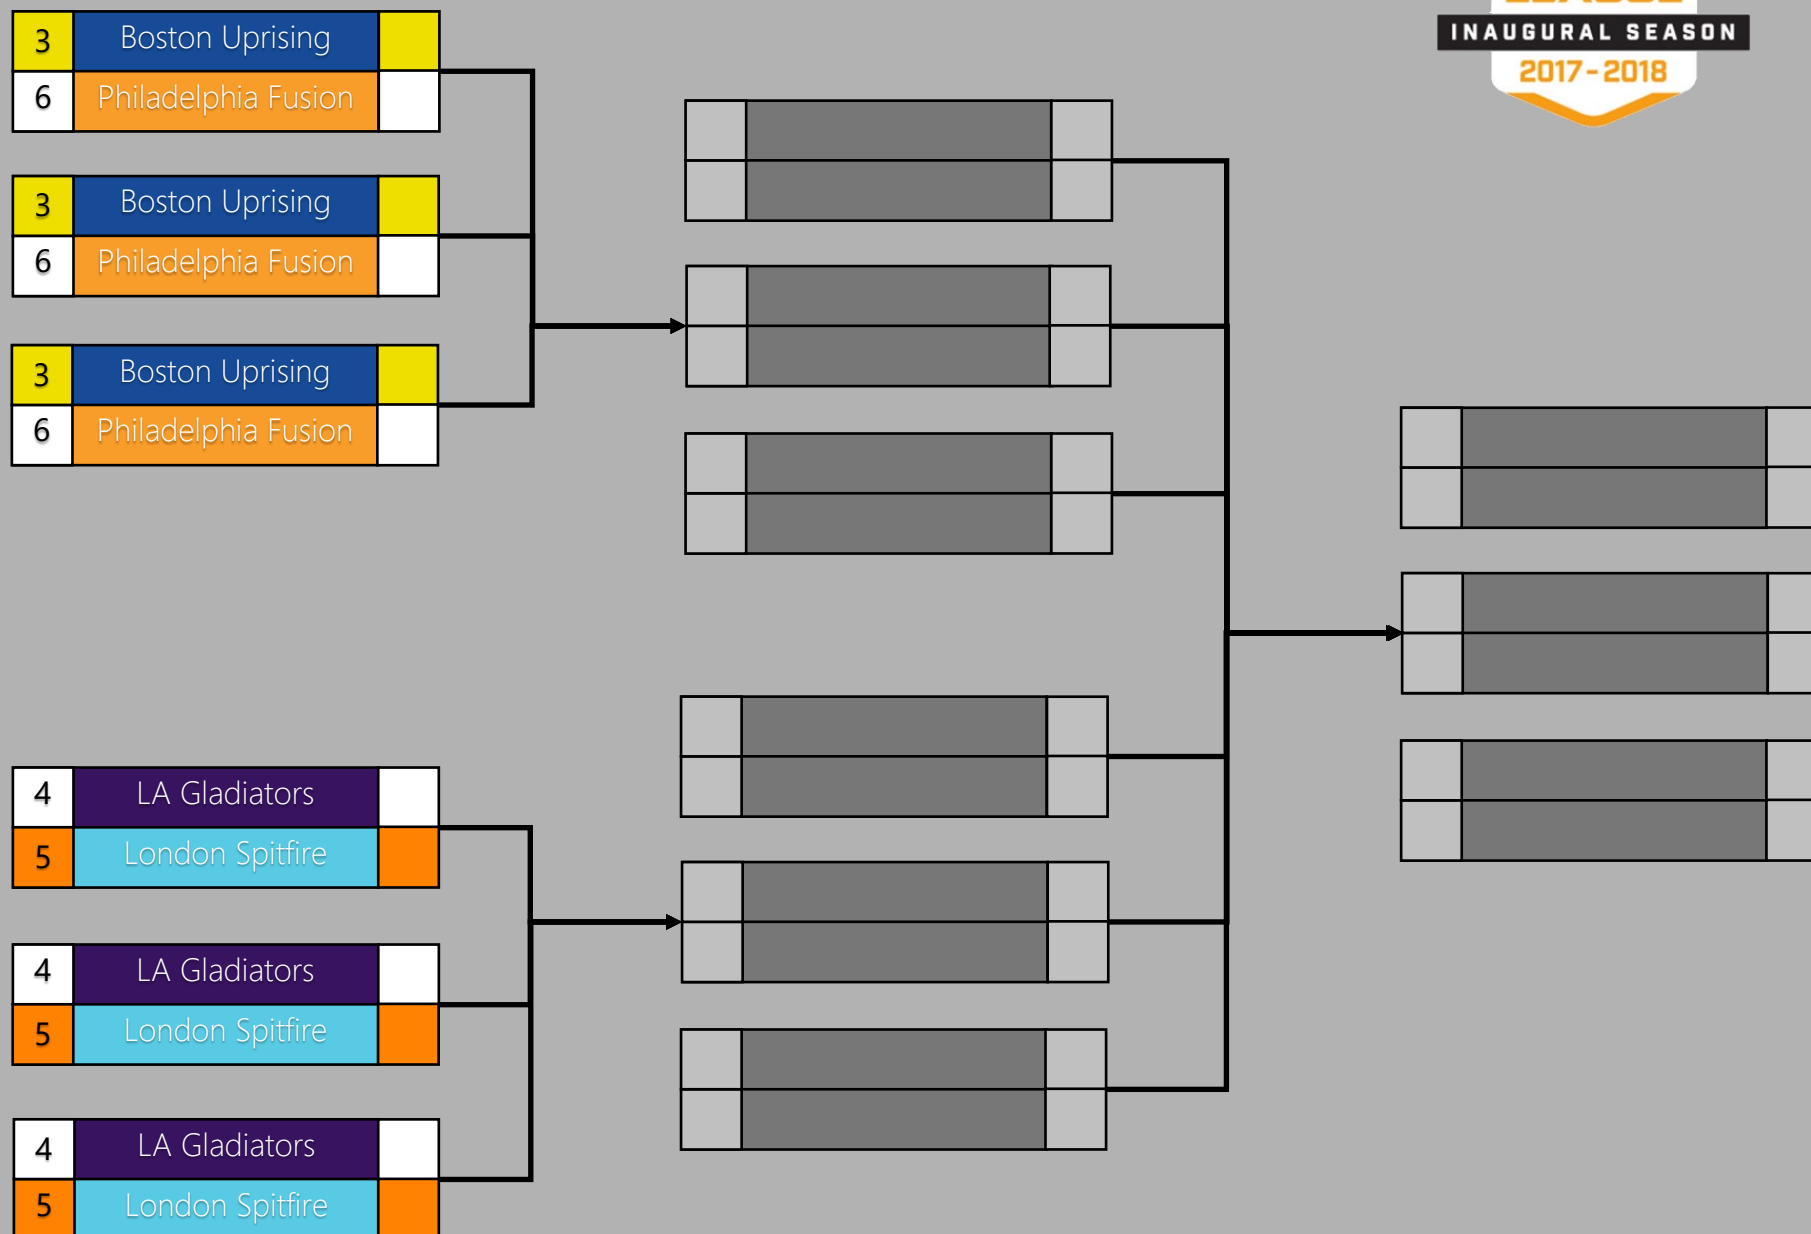 INAUGURAL SEASON
2017-2018
3 Boston Uprising
6 Philadelphia Fusion
3 Boston Uprising
6 Philadelphia Fusion
3 Boston Uprising
6 Philadelphia Fusion
4 LA Gladiators
5 London Spitfire
4 LA Gladiators
5 London Spitfire
4 LA Gladiators
5 London Spitfire